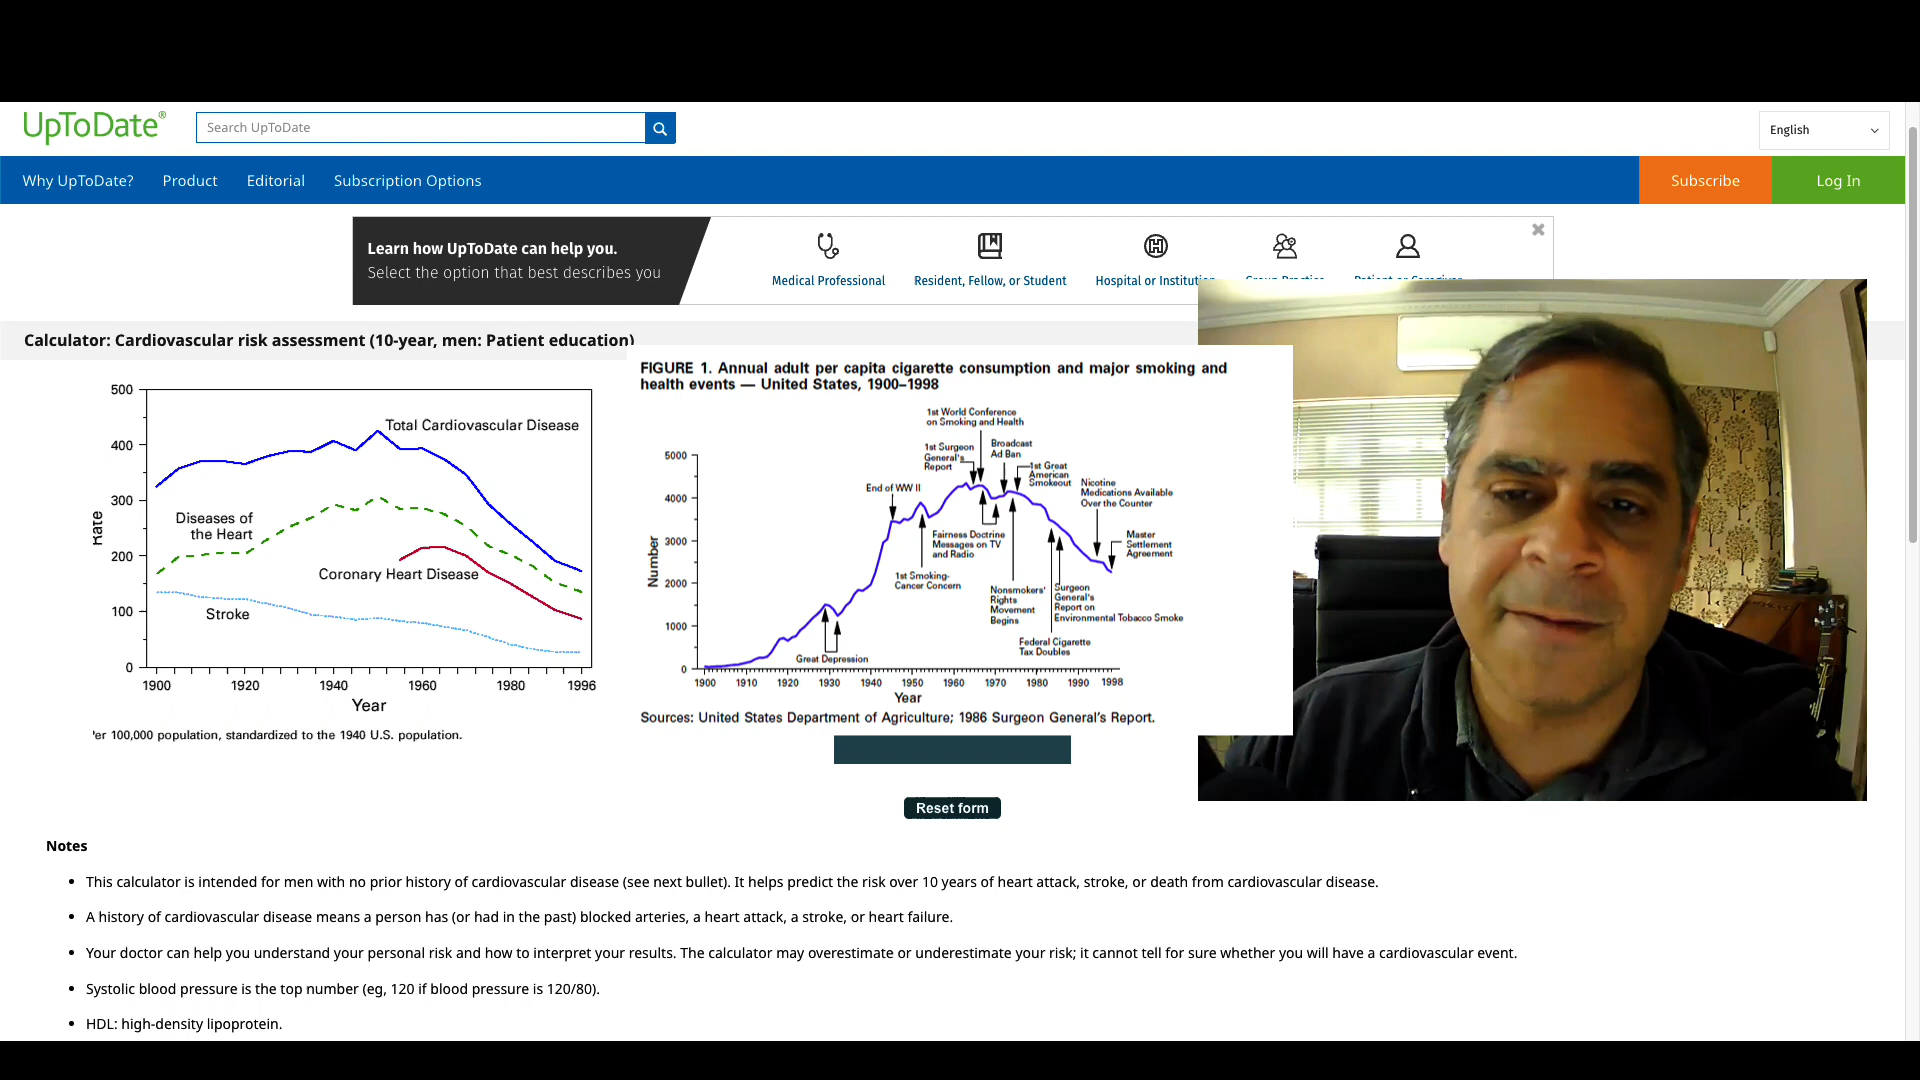 UpToDate®
Search UpToDate
English
Why UpToDate?
Product
Editorial
Subscription Options
Subscribe
Log In
Learn how UpToDate can help you.
Select the option that best describes you
Medical Professional
Resident, Fellow, or Student
Hospital or
Calculator: Cardiovascular risk assessment (10-year, men: Patient education)
500
400
300
200
100
0
Rate
Total Cardiovascular Disease
Diseases of
the Heart
Coronary Heart Disease
Stroke
1900 1920 1940 1960 1980 1996
Year
er 100,000 population, standardized to the 1940 U.S. population.
FIGURE 1. Annual adult per capita cigarette consumption and major smoking and
health events — United States, 1900–1998
5000
4000
3000
2000
1000
0
Number
1st World Conference
on Smoking and Health
1st Surgeon
General's
Report
Broadcast
Ad Ban
1st Great
American
Smokeout
End of WW II
Nicotine
Medications Available
Over the Counter
Fairness Doctrine
Messages on TV
and Radio
Master
Settlement
Agreement
1st Smoking-
Cancer Concern
Nonsmokers'
Rights
Movement
Begins
Surgeon
General's
Report on
Environmental Tobacco Smoke
Federal Cigarette
Tax Doubles
Great Depression
1900 1910 1920 1930 1940 1950 1960 1970 1980 1990 1998
Year
Sources: United States Department of Agriculture; 1986 Surgeon General's Report.
Reset form
Notes
• This calculator is intended for men with no prior history of cardiovascular disease (see next bullet). It helps predict the risk over 10 years of heart attack, stroke, or death from cardiovascular disease.
• A history of cardiovascular disease means a person has (or had in the past) blocked arteries, a heart attack, a stroke, or heart failure.
• Your doctor can help you understand your personal risk and how to interpret your results. The calculator may overestimate or underestimate your risk; it cannot tell for sure whether you will have a cardiovascular event.
• Systolic blood pressure is the top number (eg, 120 if blood pressure is 120/80).
• HDL: high-density lipoprotein.